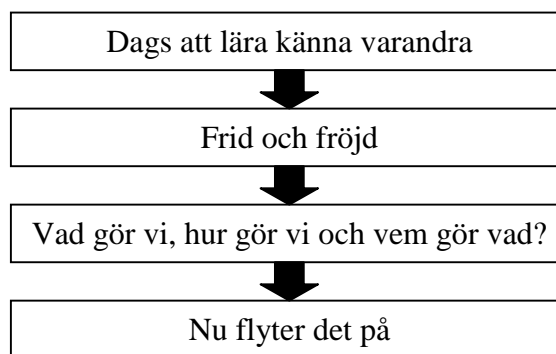 Dags att lära känna varandra
Frid och fröjd
Vad gör vi, hur gör vi och vem gör vad?
Nu flyter det på